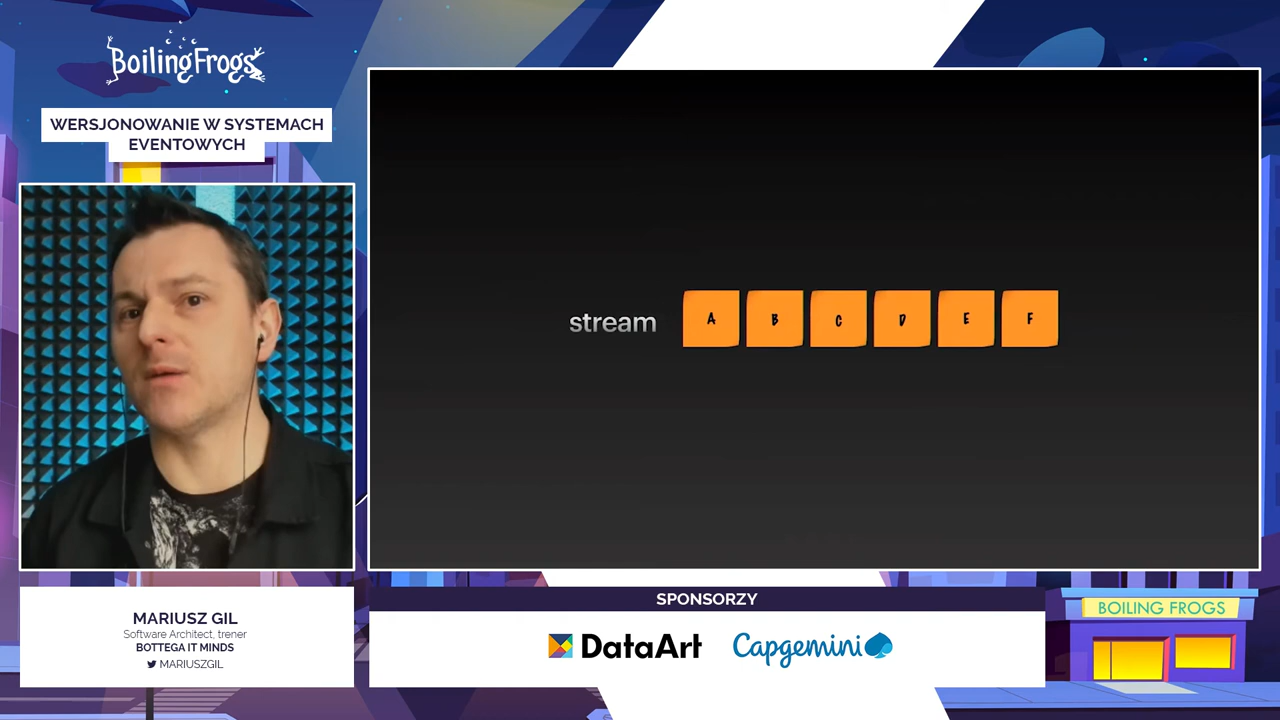 BoilingFrogs
WERSJONOWANIE W SYSTEMACH
EVENTOWYCH
stream A B C D E F
MARIUSZ GIL
Software Architect, trener
BOTTEGA IT MINDS
MARIUSZGIL
SPONSORZY
DataArt Capgemini
BOILING FROGS